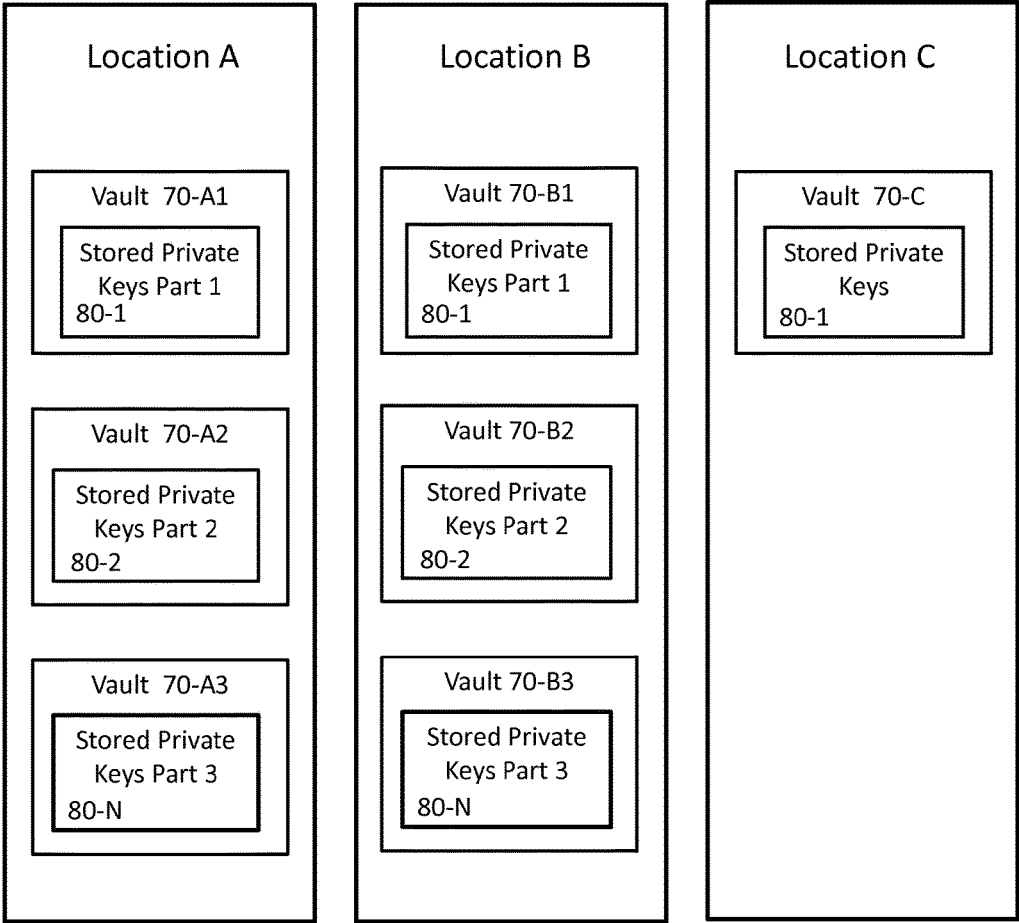 Location A
Vault 70-A1
Stored Private
Keys Part 1
80-1
Vault 70-A2
Stored Private
Keys Part 2
80-2
Vault 70-A3
Stored Private
Keys Part 3
80-N
Location B
Vault 70-B1
Stored Private
Keys Part 1
80-1
Vault 70-B2
Stored Private
Keys Part 2
80-2
Vault 70-B3
Stored Private
Keys Part 3
80-N
Location C
Vault 70-C
Stored Private
Keys
80-1